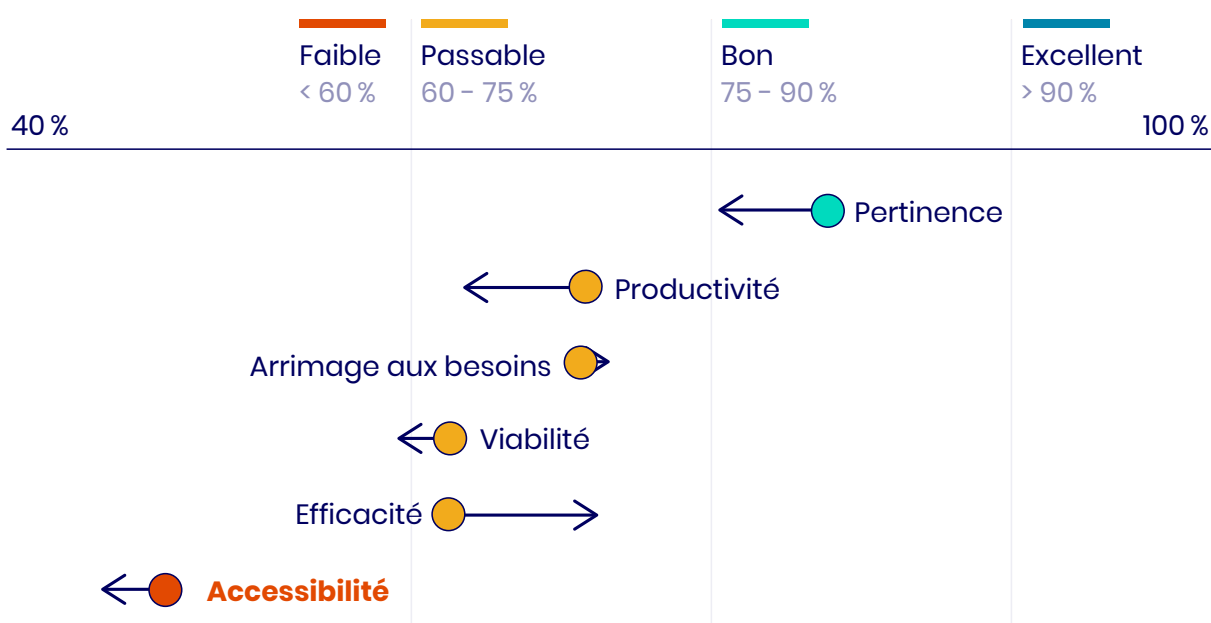 Faible
< 60 %
Passable
60 - 75 %
Bon
75 - 90 %
Excellent
> 90 %
40 %
100 %
Pertinence
Productivité
Arrimage aux besoins
Viabilité
Efficacité
Accessibilité